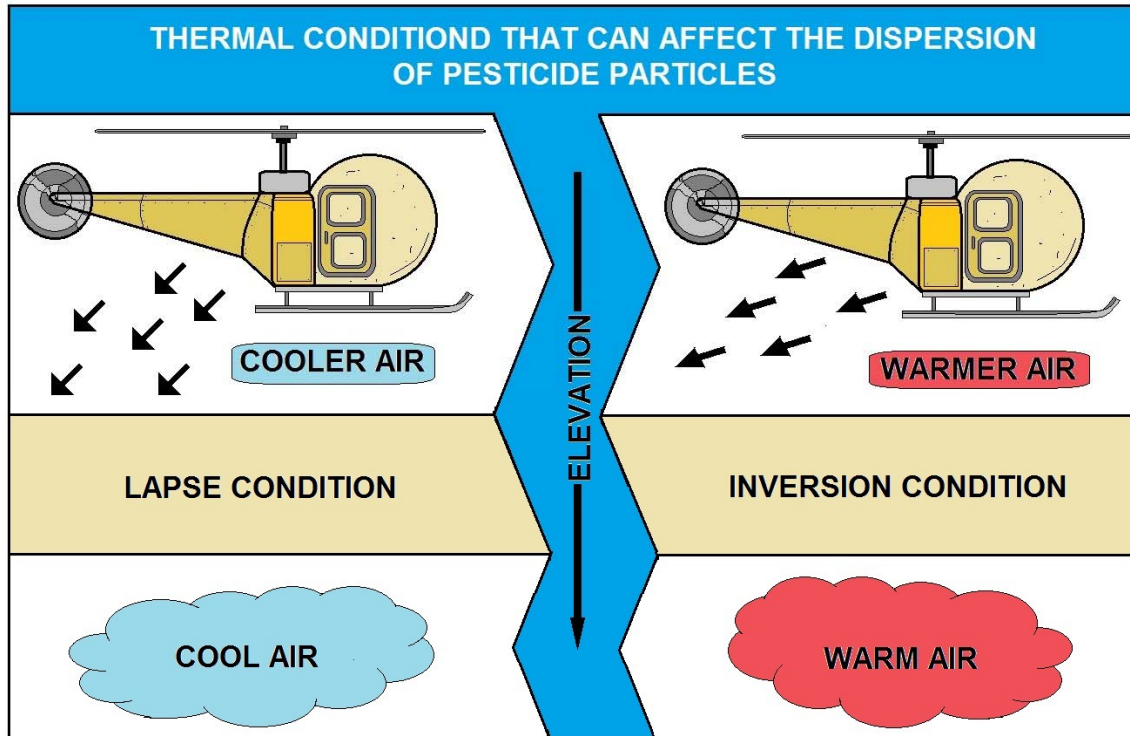 THERMAL CONDITIOND THAT CAN AFFECT THE DISPERSION
OF PESTICIDE PARTICLES
COOLER AIR
WARMER AIR
ELEVATION
LAPSE CONDITION
INVERSION CONDITION
COOL AIR
WARM AIR